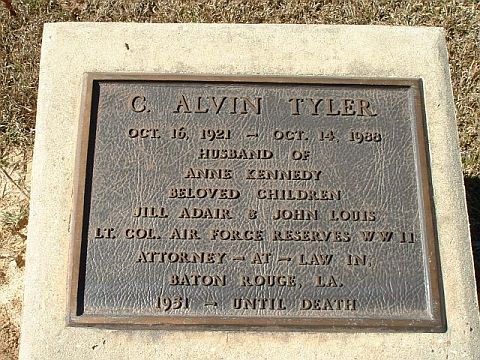 C. ALVIN TYLER
OCT. 16, 1921 – OCT. 14, 1988
HUSBAND OF
ANNE KENNEDY
BELOVED CHILDREN
JILL ADAIR & JOHN LOUIS
LT. COL. AIR FORCE RESERVES WW II
ATTORNEY – AT – LAW IN,
BATON ROUGE, LA.
1951 – UNTIL DEATH